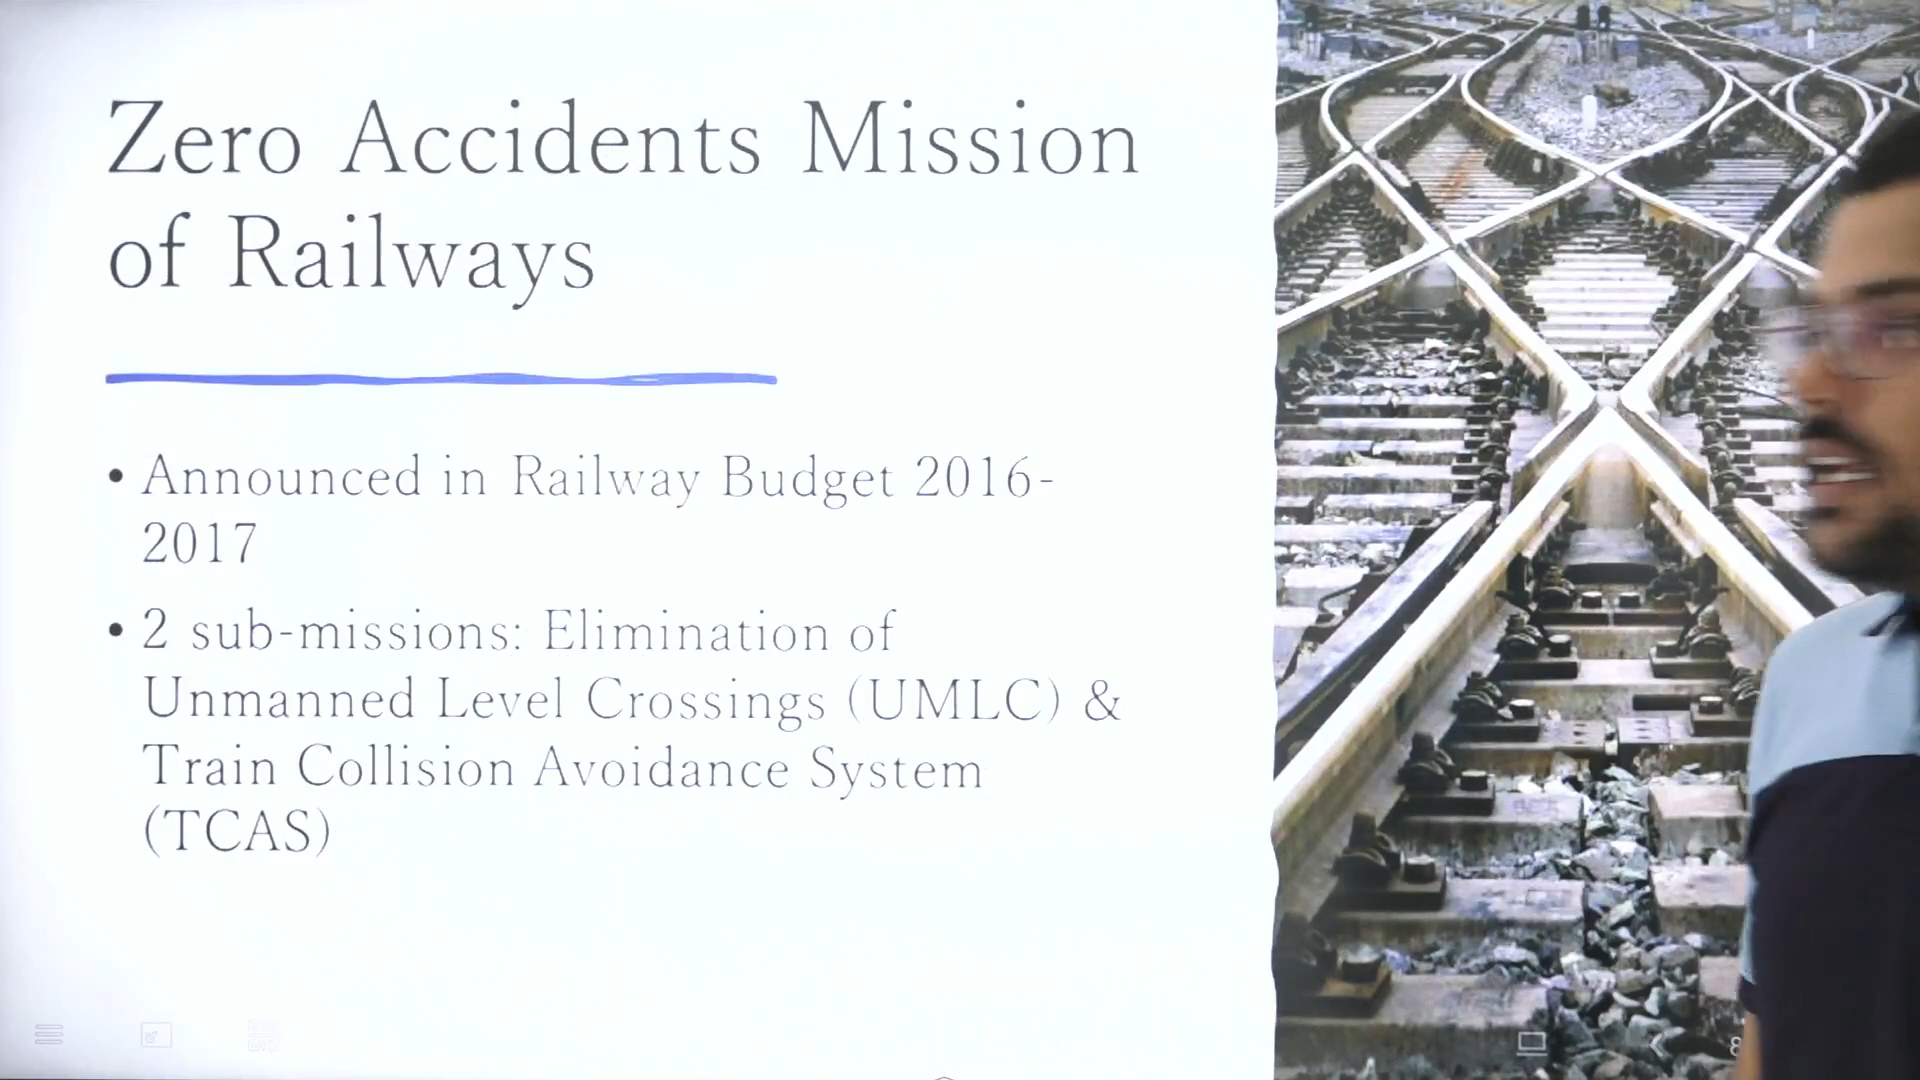 Zero Accidents Mission
of Railways
• Announced in Railway Budget 2016-
2017
• 2 sub-missions: Elimination of
Unmanned Level Crossings (UMLC) &
Train Collision Avoidance System
(TCAS)
8